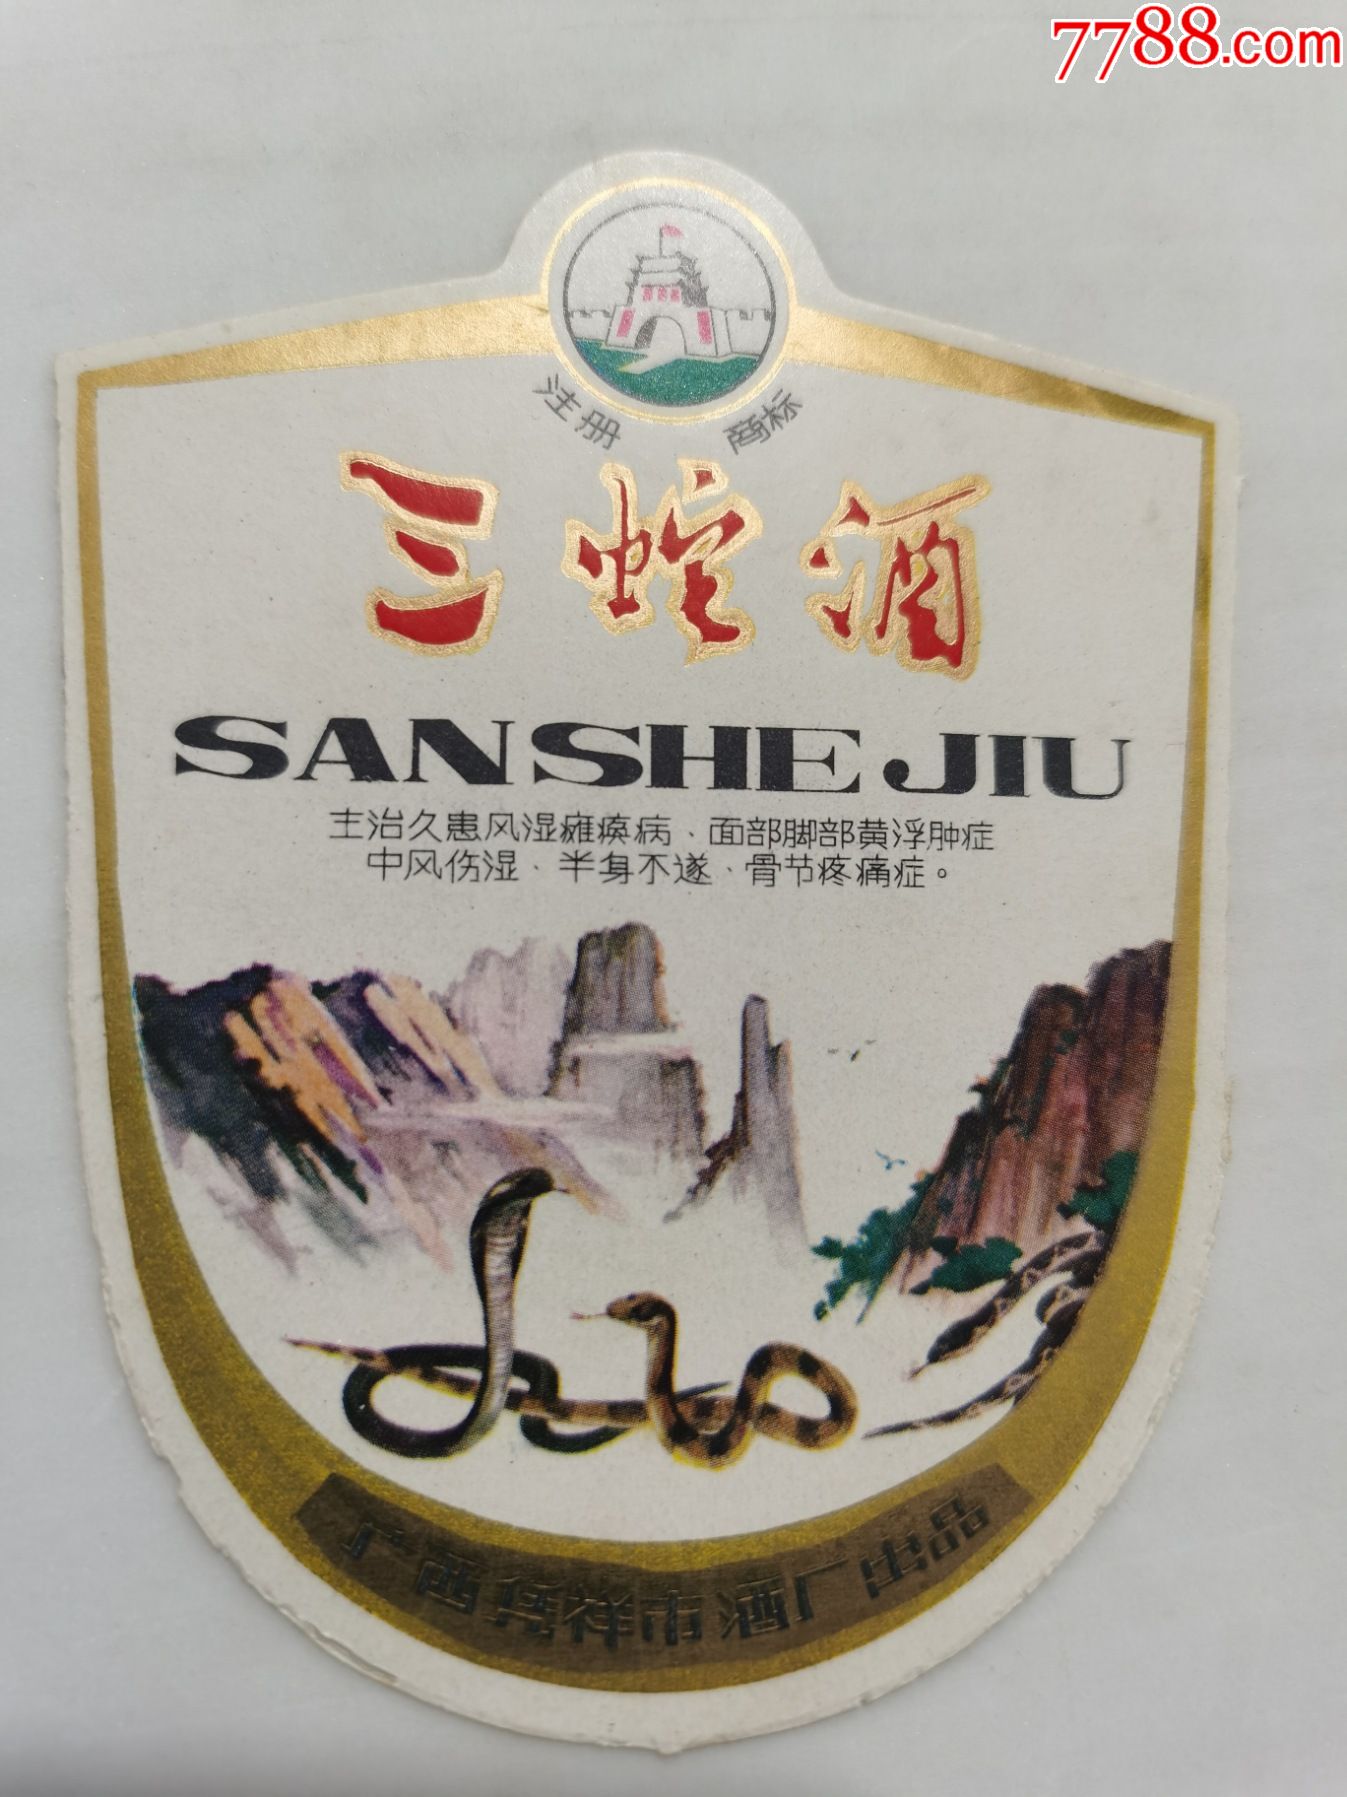 7788.com
注册 商标
三蛇酒
SANSHE JIU
主治久患风湿瘫痪病、面部脚部黄浮肿症
中风伤湿、半身不遂、骨节疼痛症。
广西凭祥市酒厂出品